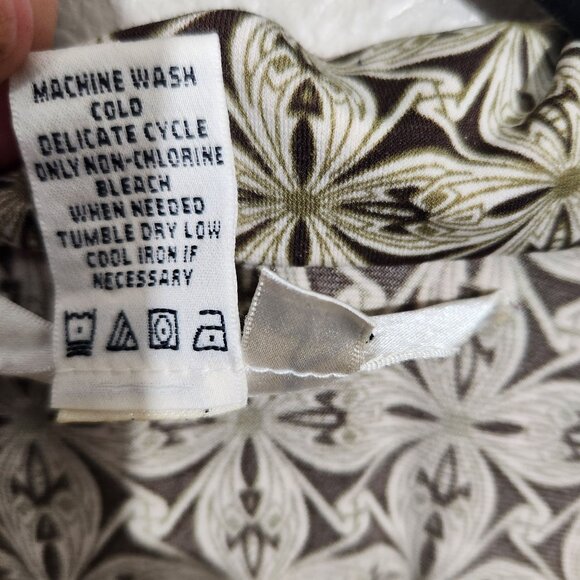 MACHINE WASH
COLD
DELICATE CYCLE
ONLY NON-CHLORINE
BLEACH
WHEN NEEDED
TUMBLE DRY LOW
COOL IRON IF
NECESSARY